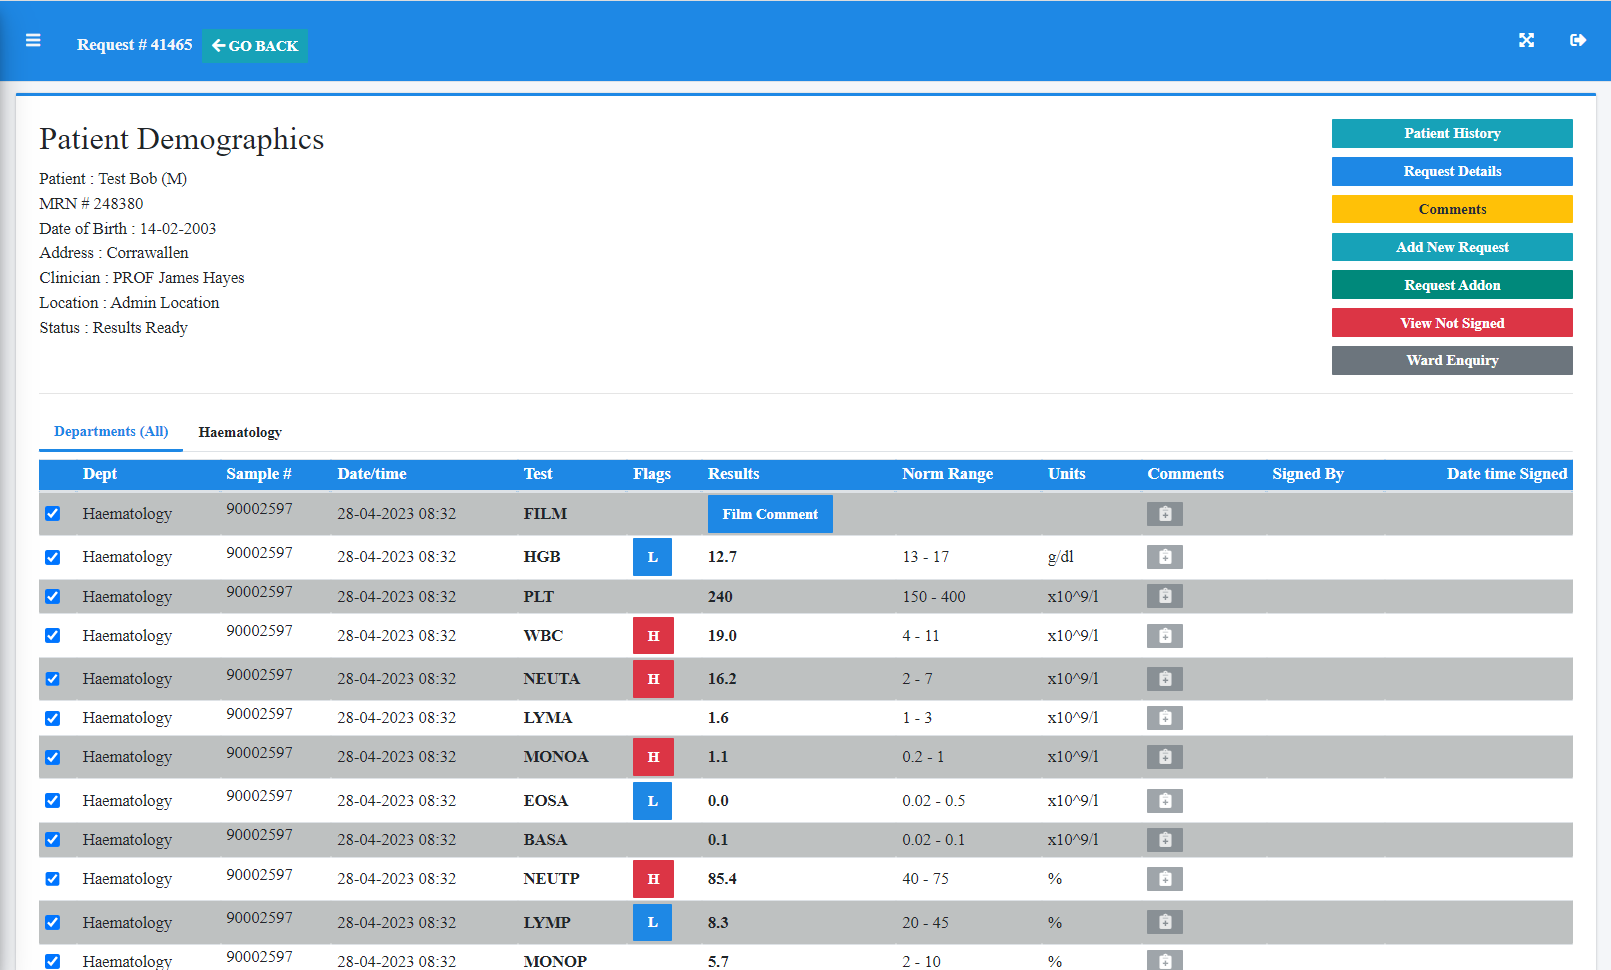 Request # 41465 GO BACK
Patient Demographics
Patient : Test Bob (M)
MRN # 248380
Date of Birth : 14-02-2003
Address : Corrawallen
Clinician : PROF James Hayes
Location : Admin Location
Status : Results Ready
Patient History
Request Details
Comments
Add New Request
Request Addon
View Not Signed
Ward Enquiry
Departments (All) Haematology
Dept Sample # Date/time Test Flags Results Norm Range Units Comments Signed By Date time Signed
Haematology 90002597 28-04-2023 08:32 FILM Film Comment
Haematology 90002597 28-04-2023 08:32 HGB L 12.7 13 - 17 g/dl
Haematology 90002597 28-04-2023 08:32 PLT 240 150 - 400 x10^9/l
Haematology 90002597 28-04-2023 08:32 WBC H 19.0 4 - 11 x10^9/l
Haematology 90002597 28-04-2023 08:32 NEUTA H 16.2 2 - 7 x10^9/l
Haematology 90002597 28-04-2023 08:32 LYMA 1.6 1 - 3 x10^9/l
Haematology 90002597 28-04-2023 08:32 MONOA H 1.1 0.2 - 1 x10^9/l
Haematology 90002597 28-04-2023 08:32 EOSA L 0.0 0.02 - 0.5 x10^9/l
Haematology 90002597 28-04-2023 08:32 BASA 0.1 0.02 - 0.1 x10^9/l
Haematology 90002597 28-04-2023 08:32 NEUTP H 85.4 40 - 75 %
Haematology 90002597 28-04-2023 08:32 LYMP L 8.3 20 - 45 %
Haematology 90002597 28-04-2023 08:32 MONOP 5.7 2 - 10 %